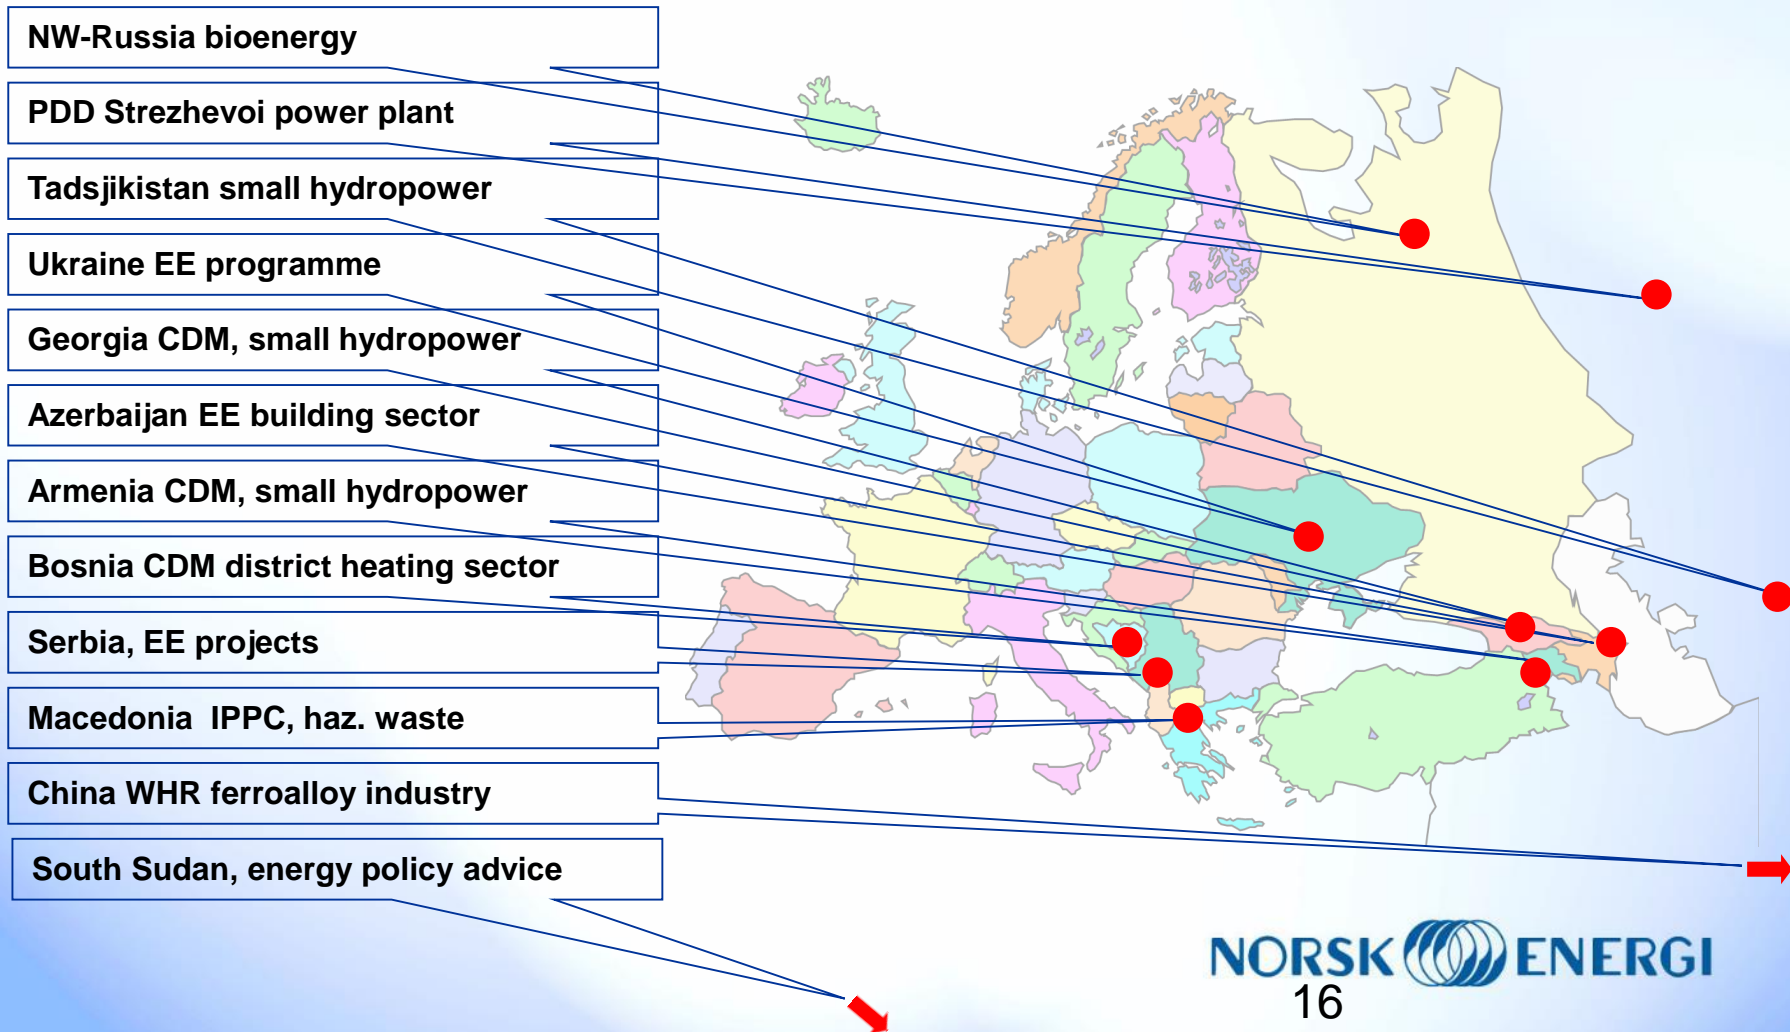 NW-Russia bioenergy
PDD Strezhevoi power plant
Tadsjikistan small hydropower
Ukraine EE programme
Georgia CDM, small hydropower
Azerbaijan EE building sector
Armenia CDM, small hydropower
Bosnia CDM district heating sector
Serbia, EE projects
Macedonia  IPPC, haz. waste
China WHR ferroalloy industry
South Sudan, energy policy advice
NORSK ENERGI
16